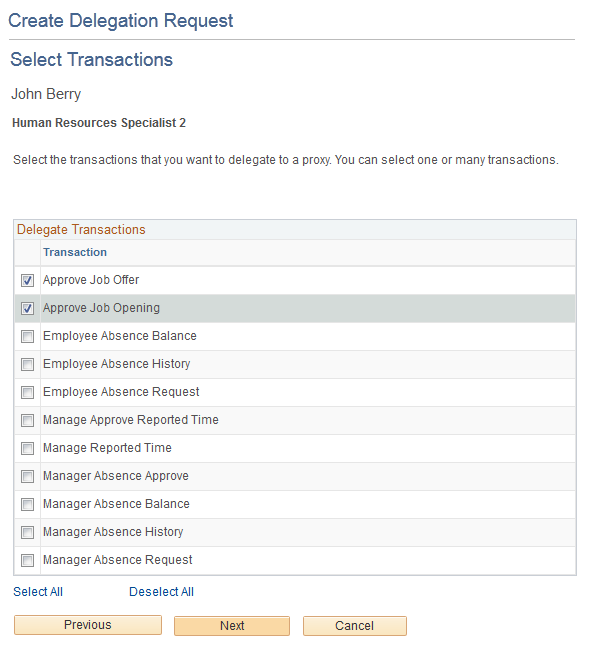 Create Delegation Request
Select Transactions
John Berry
Human Resources Specialist 2
Select the transactions that you want to delegate to a proxy. You can select one or many transactions.
Delegate Transactions
Transaction
Approve Job Offer
Approve Job Opening
Employee Absence Balance
Employee Absence History
Employee Absence Request
Manage Approve Reported Time
Manage Reported Time
Manager Absence Approve
Manager Absence Balance
Manager Absence History
Manager Absence Request
Select All Deselect All
Previous Next Cancel